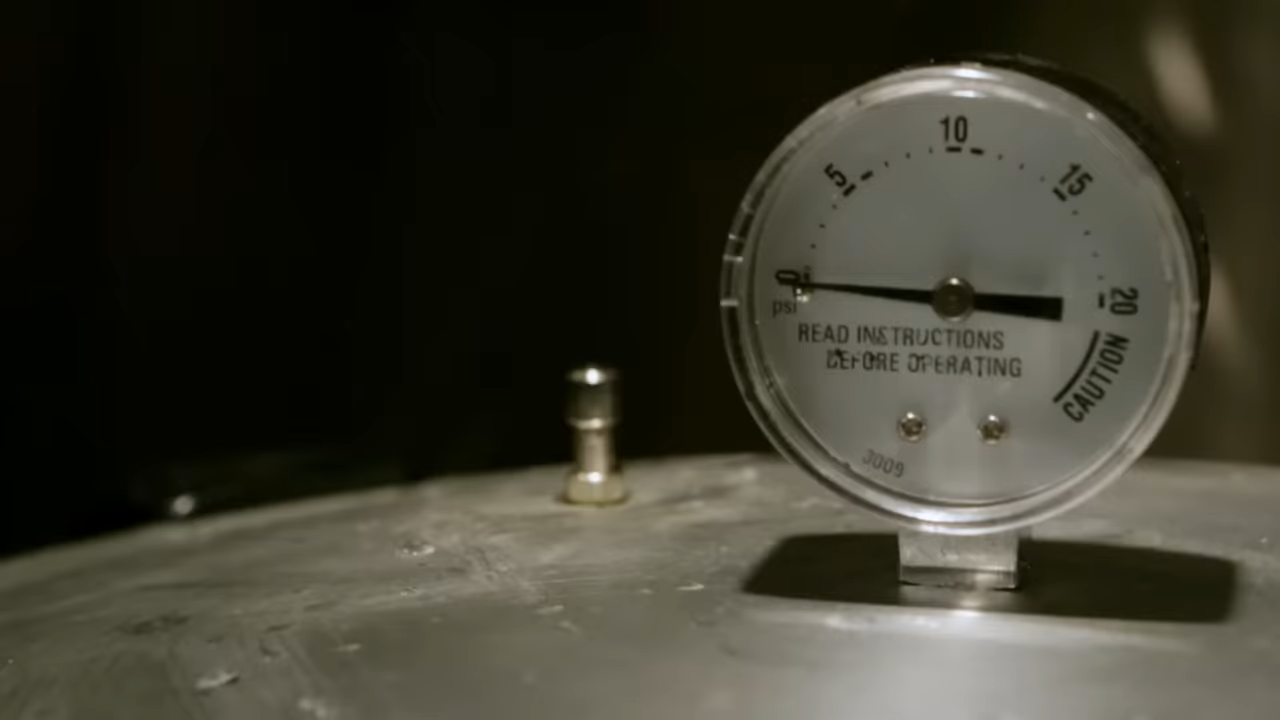 10
5
15
0
20
psi
READ INSTRUCTIONS
BEFORE OPERATING
CAUTION
3009